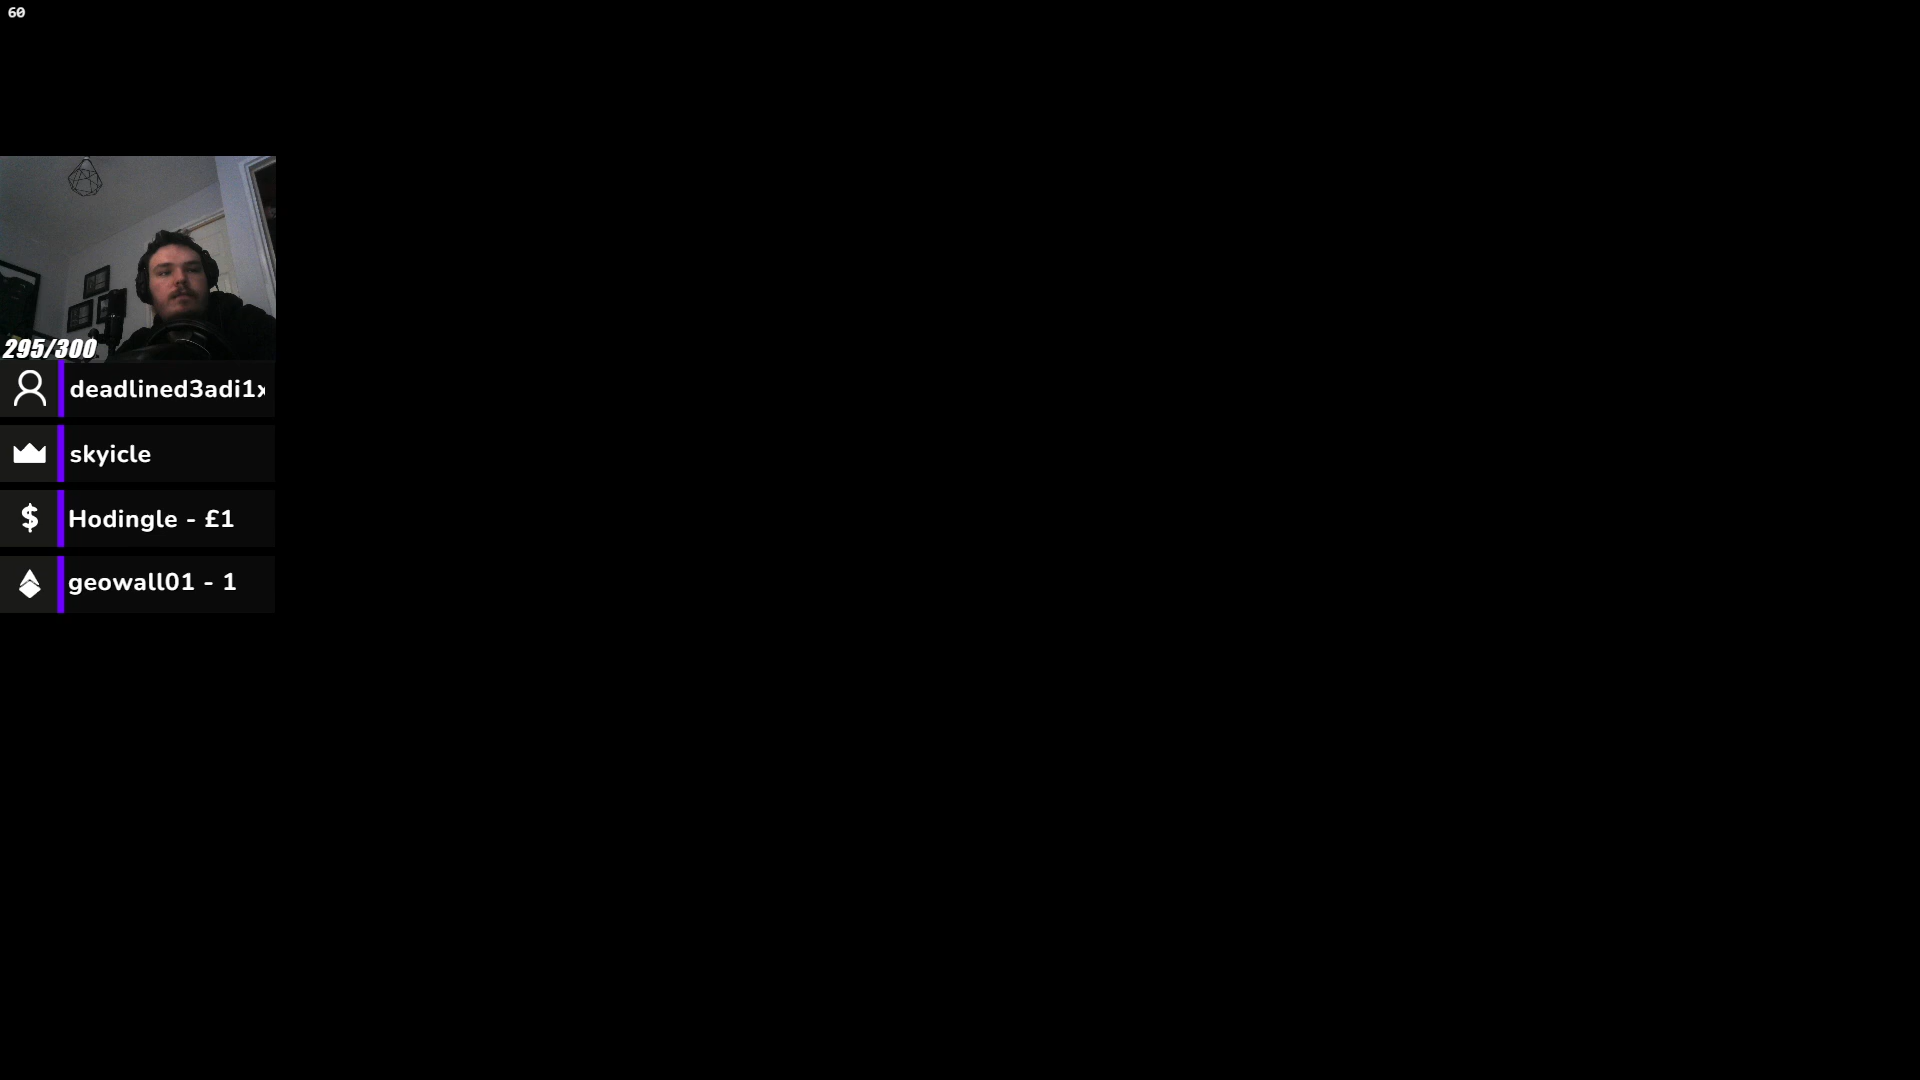 60
295/300
deadlined3adi1x
skyicle
Hodingle - £1
geowall01 - 1